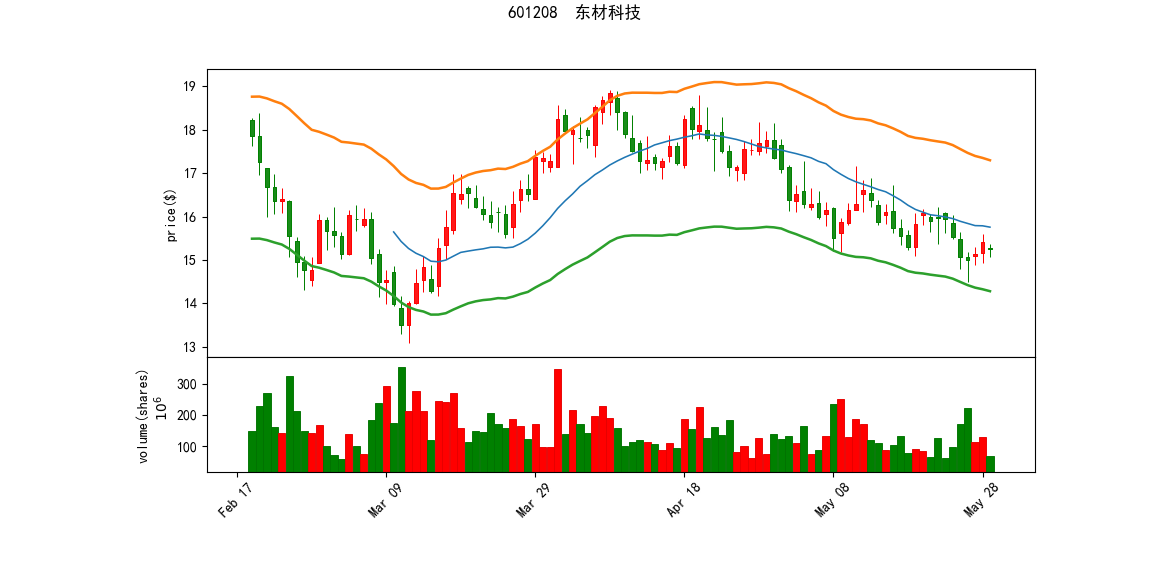 601208 东材科技
19
18
17
16
15
14
13
price($)
300
200
100
volume(shares)
10^6
Feb 17
Mar 09
Mar 29
Apr 18
May 08
May 28